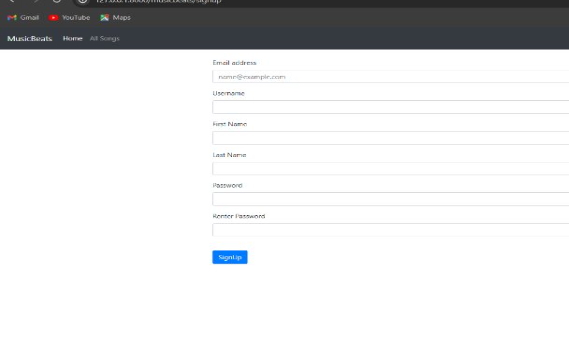 127.0.0.1:8000/musicbeats/signup
Gmail YouTube Maps
MusicBeats Home All Songs
Email address
name@example.com
Username
First Name
Last Name
Password
Renter Password
SignUp